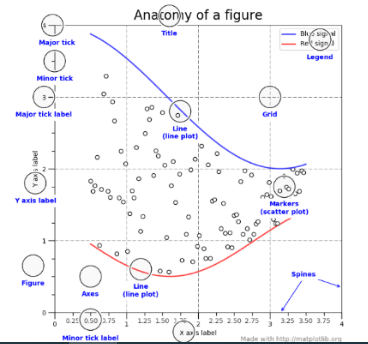 Anatomy of a figure
4
Major tick
Title
Blue signal
Red signal
Legend
Minor tick
3
Major tick label
Grid
Line
(line plot)
Y axis label
2
Y axis label
Markers
(scatter plot)
1
Figure
Axes
Line
(line plot)
Spines
0
0.25
0.50
0.75
1
1.25
1.50
1.75
2
2.25
2.50
2.75
3
3.25
3.50
3.75
4
Minor tick label
X axis label
Made with http://matplotlib.org